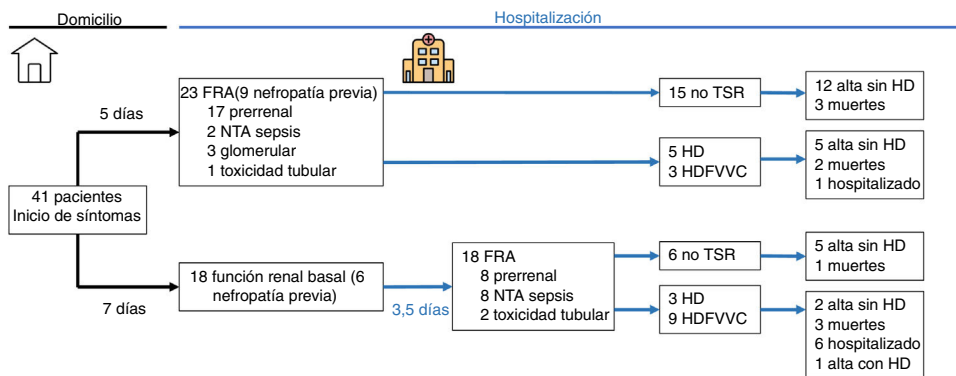 Domicilio
Hospitalización
5 días
23 FRA(9 nefropatía previa)
17 prerrenal
2 NTA sepsis
3 glomerular
1 toxicidad tubular
15 no TSR
12 alta sin HD
3 muertes
5 HD
3 HDFVVC
5 alta sin HD
2 muertes
1 hospitalizado
41 pacientes
Inicio de síntomas
7 días
18 función renal basal (6
nefropatía previa)
3,5 días
18 FRA
8 prerrenal
8 NTA sepsis
2 toxicidad tubular
6 no TSR
5 alta sin HD
1 muertes
3 HD
9 HDFVVC
2 alta sin HD
3 muertes
6 hospitalizado
1 alta con HD